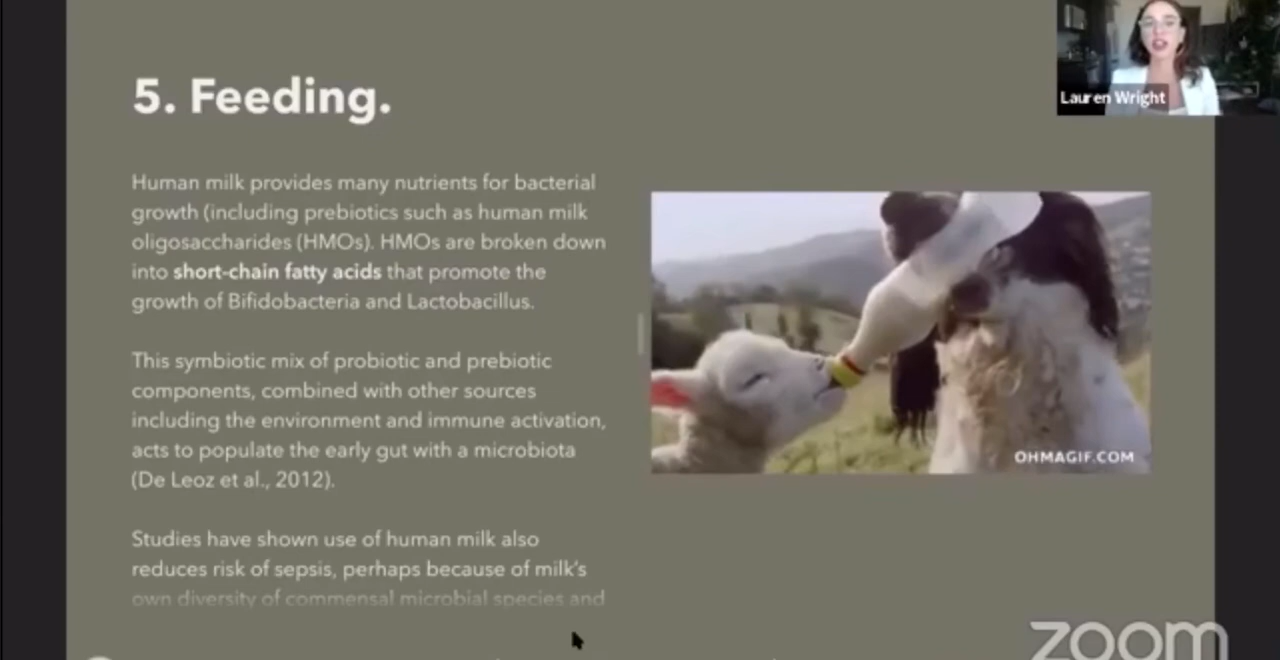 5. Feeding.
Lauren Wright
Human milk provides many nutrients for bacterial
growth (including prebiotics such as human milk
oligosaccharides (HMOs). HMOs are broken down
into short-chain fatty acids that promote the
growth of Bifidobacteria and Lactobacillus.
This symbiotic mix of probiotic and prebiotic
components, combined with other sources
including the environment and immune activation,
acts to populate the early gut with a microbiota
(De Leoz et al., 2012).
Studies have shown use of human milk also
reduces risk of sepsis, perhaps because of milk's
own diversity of commensal microbial species and
OHMAGIF.COM
zoom